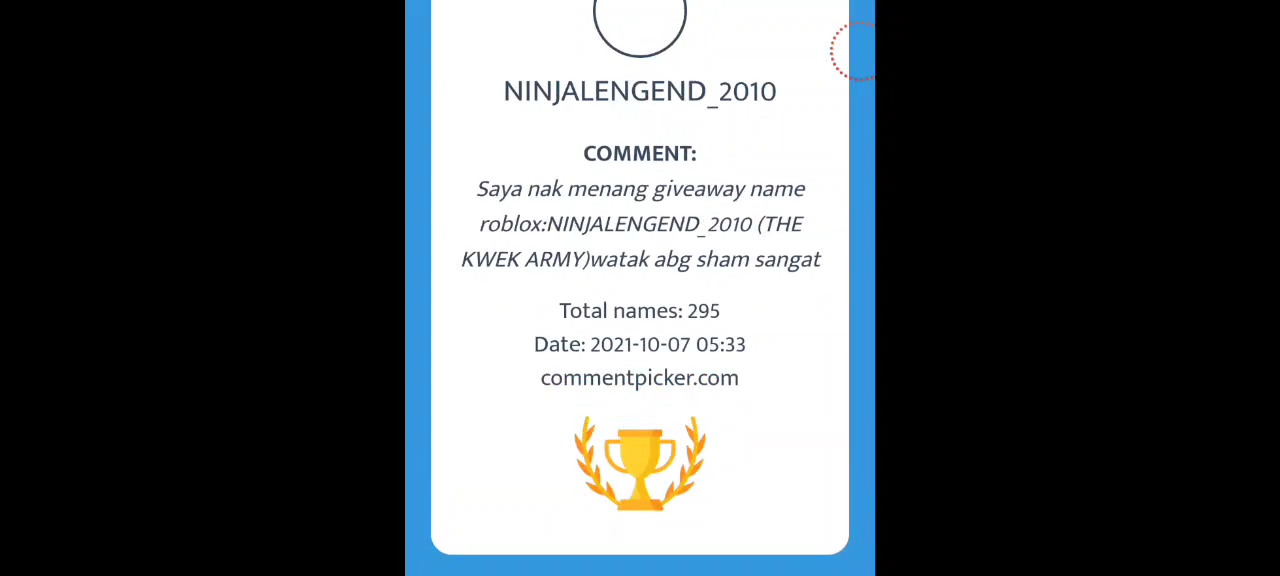 NINJALENGEND_2010
COMMENT:
Saya nak menang giveaway name
roblox:NINJALENGEND_2010 (THE
KWEK ARMY)watak abg sham sangat
Total names: 295
Date: 2021-10-07 05:33
commentpicker.com